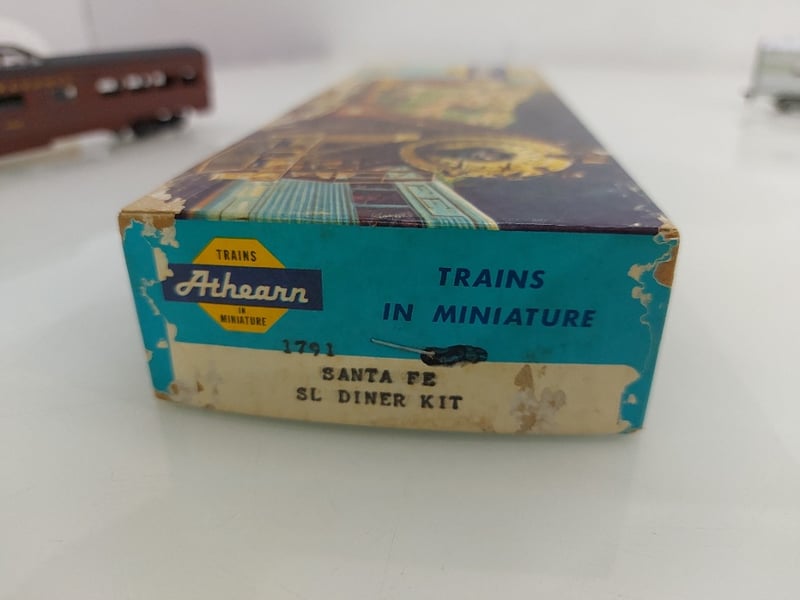 TRAINS
Athearn
IN
MINIATURE
TRAINS
IN MINIATURE
1791
SANTA FE
SL DINER KIT